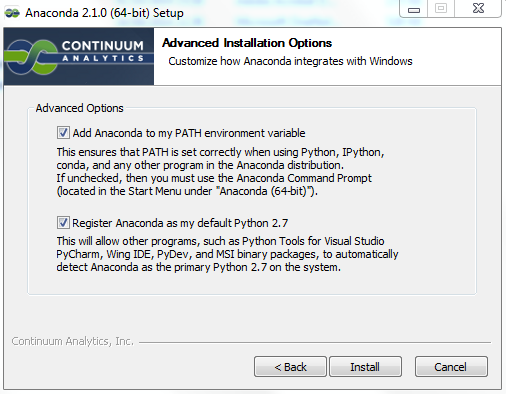 Anaconda 2.1.0 (64-bit) Setup
CONTINUUM
ANALYTICS
Advanced Installation Options
Customize how Anaconda integrates with Windows
Advanced Options
Add Anaconda to my PATH environment variable
This ensures that PATH is set correctly when using Python, IPython,
conda, and any other program in the Anaconda distribution.
If unchecked, then you must use the Anaconda Command Prompt
(located in the Start Menu under "Anaconda (64-bit)").
Register Anaconda as my default Python 2.7
This will allow other programs, such as Python Tools for Visual Studio
PyCharm, Wing IDE, PyDev, and MSI binary packages, to automatically
detect Anaconda as the primary Python 2.7 on the system.
Continuum Analytics, Inc.
< Back
Install
Cancel